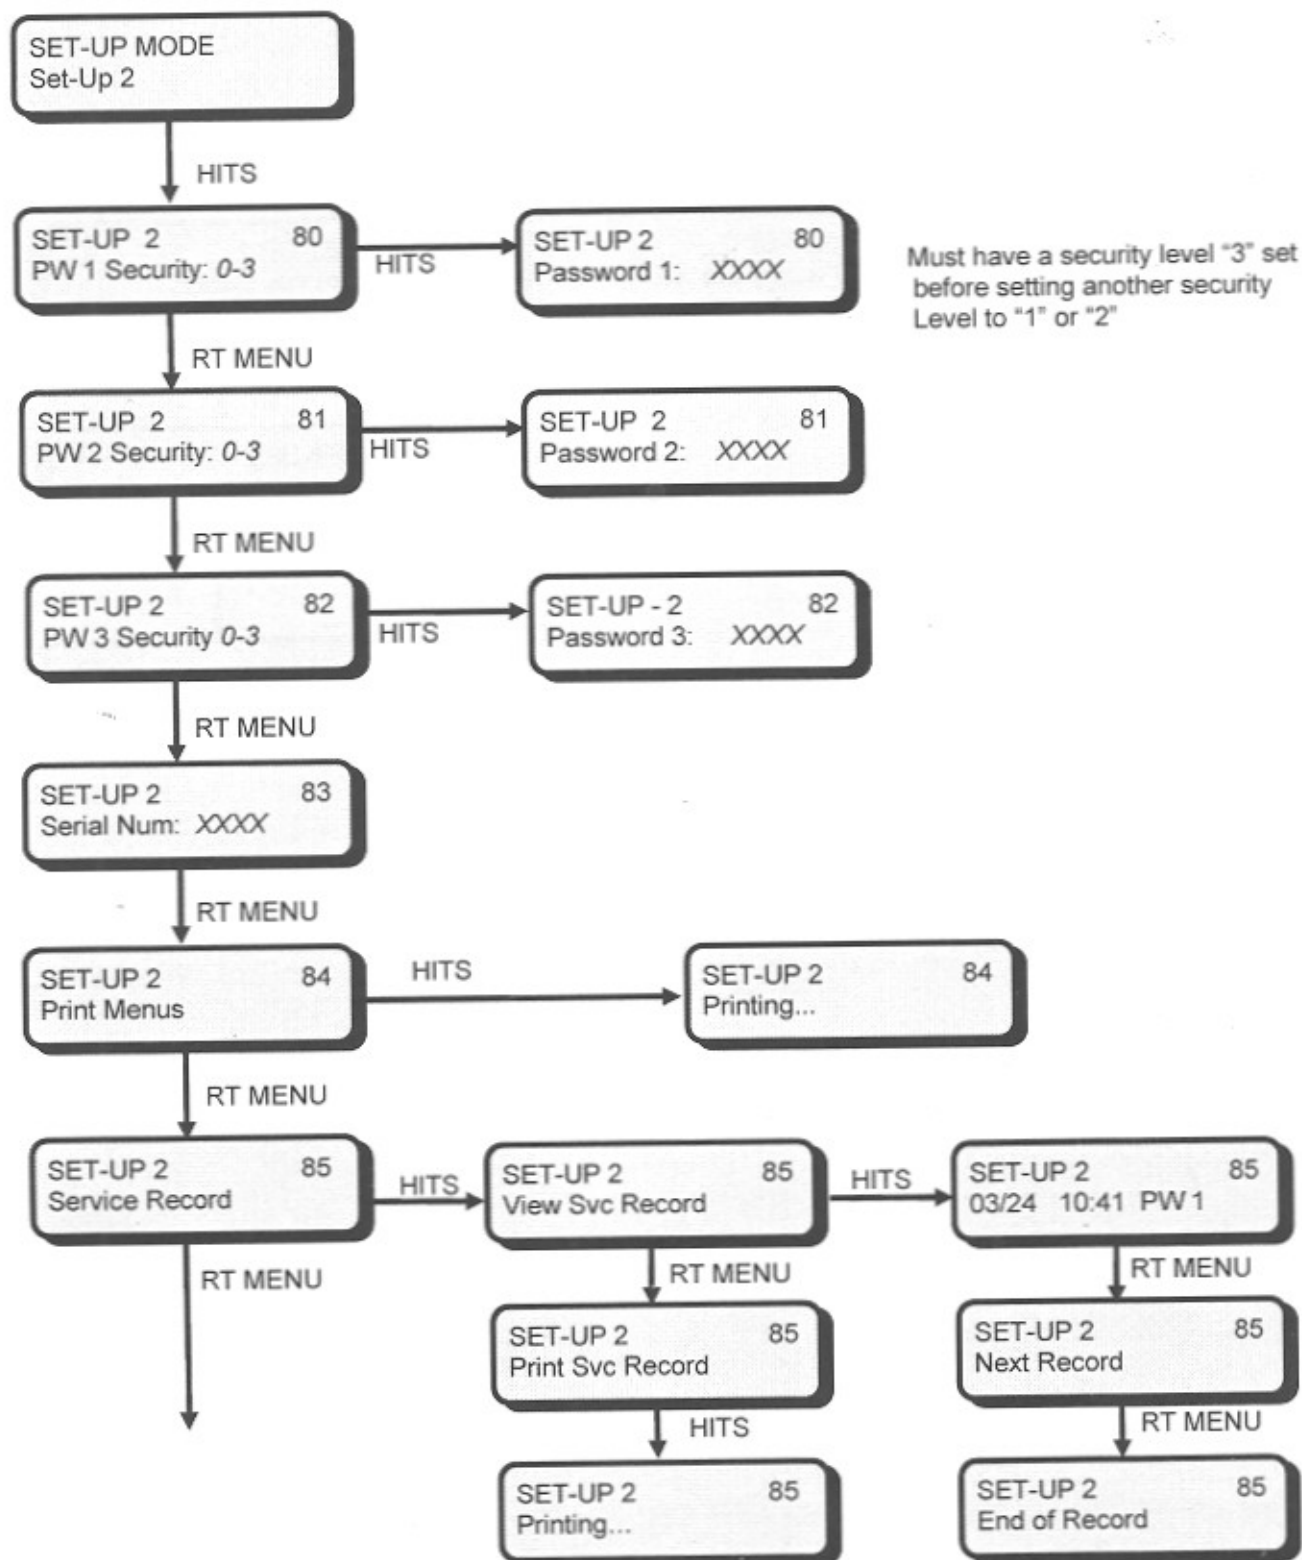 SET-UP MODE
Set-Up 2
HITS
SET-UP 2 80
PW 1 Security: 0-3
HITS
SET-UP 2 80
Password 1: XXXX
Must have a security level “3” set
before setting another security
Level to “1” or “2”
RT MENU
SET-UP 2 81
PW 2 Security: 0-3
HITS
SET-UP 2 81
Password 2: XXXX
RT MENU
SET-UP 2 82
PW 3 Security 0-3
HITS
SET-UP - 2 82
Password 3: XXXX
RT MENU
SET-UP 2 83
Serial Num: XXXX
RT MENU
SET-UP 2 84
Print Menus
HITS
SET-UP 2 84
Printing...
RT MENU
SET-UP 2 85
Service Record
HITS
SET-UP 2 85
View Svc Record
HITS
SET-UP 2 85
03/24 10:41 PW 1
RT MENU
RT MENU
RT MENU
SET-UP 2 85
Print Svc Record
SET-UP 2 85
Next Record
HITS
RT MENU
SET-UP 2 85
Printing...
SET-UP 2 85
End of Record